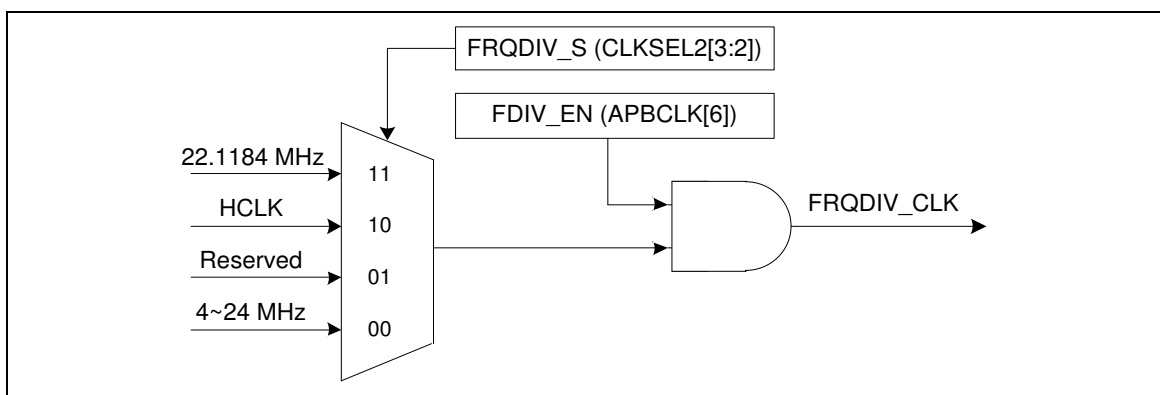 FRQDIV_S (CLKSEL2[3:2])
FDIV_EN (APBCLK[6])
22.1184 MHz
11
HCLK
10
Reserved
01
4~24 MHz
00
FRQDIV_CLK